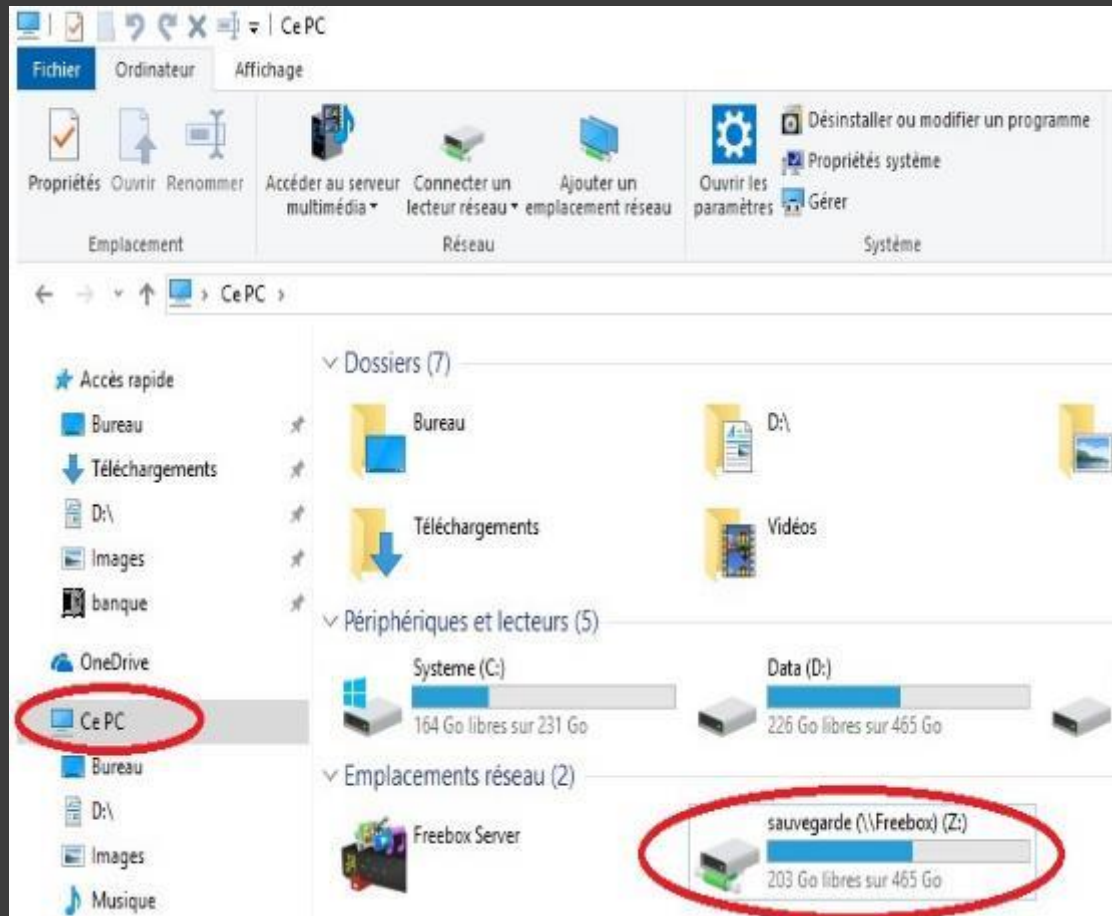 Ce PC
Fichier Ordinateur Affichage
Propriétés Ouvrir Renommer
Accéder au serveur multimédia
Connecter un lecteur réseau
Ajouter un emplacement réseau
Ouvrir les paramètres
Désinstaller ou modifier un programme
Propriétés système
Gérer
Emplacement Réseau Système
Ce PC
Accès rapide
Bureau
Téléchargements
D:\
Images
banque
OneDrive
Ce PC
Bureau
D:\
Images
Musique
Dossiers (7)
Bureau D:\
Téléchargements Vidéos
Périphériques et lecteurs (5)
Systeme (C:)
164 Go libres sur 231 Go
Data (D:)
226 Go libres sur 465 Go
Emplacements réseau (2)
Freebox Server
sauvegarde (\\Freebox) (Z:)
203 Go libres sur 465 Go